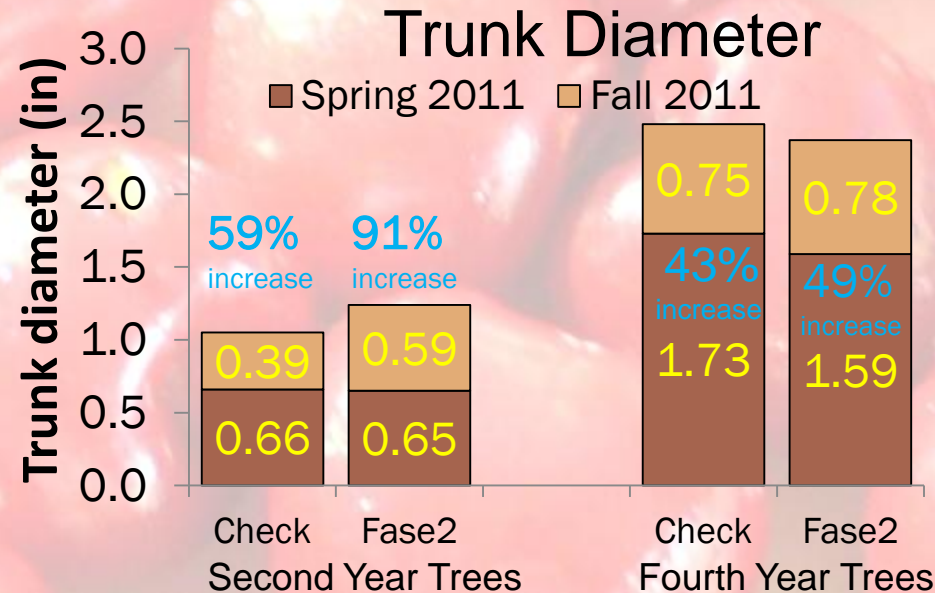 Trunk Diameter
Spring 2011 Fall 2011
Trunk diameter (in)
3.0
2.5
2.0
1.5
1.0
0.5
0.0
59%
increase
91%
increase
43%
increase
49%
increase
0.39
0.66
0.59
0.65
0.75
1.73
0.78
1.59
Check Fase2 Check Fase2
Second Year Trees Fourth Year Trees